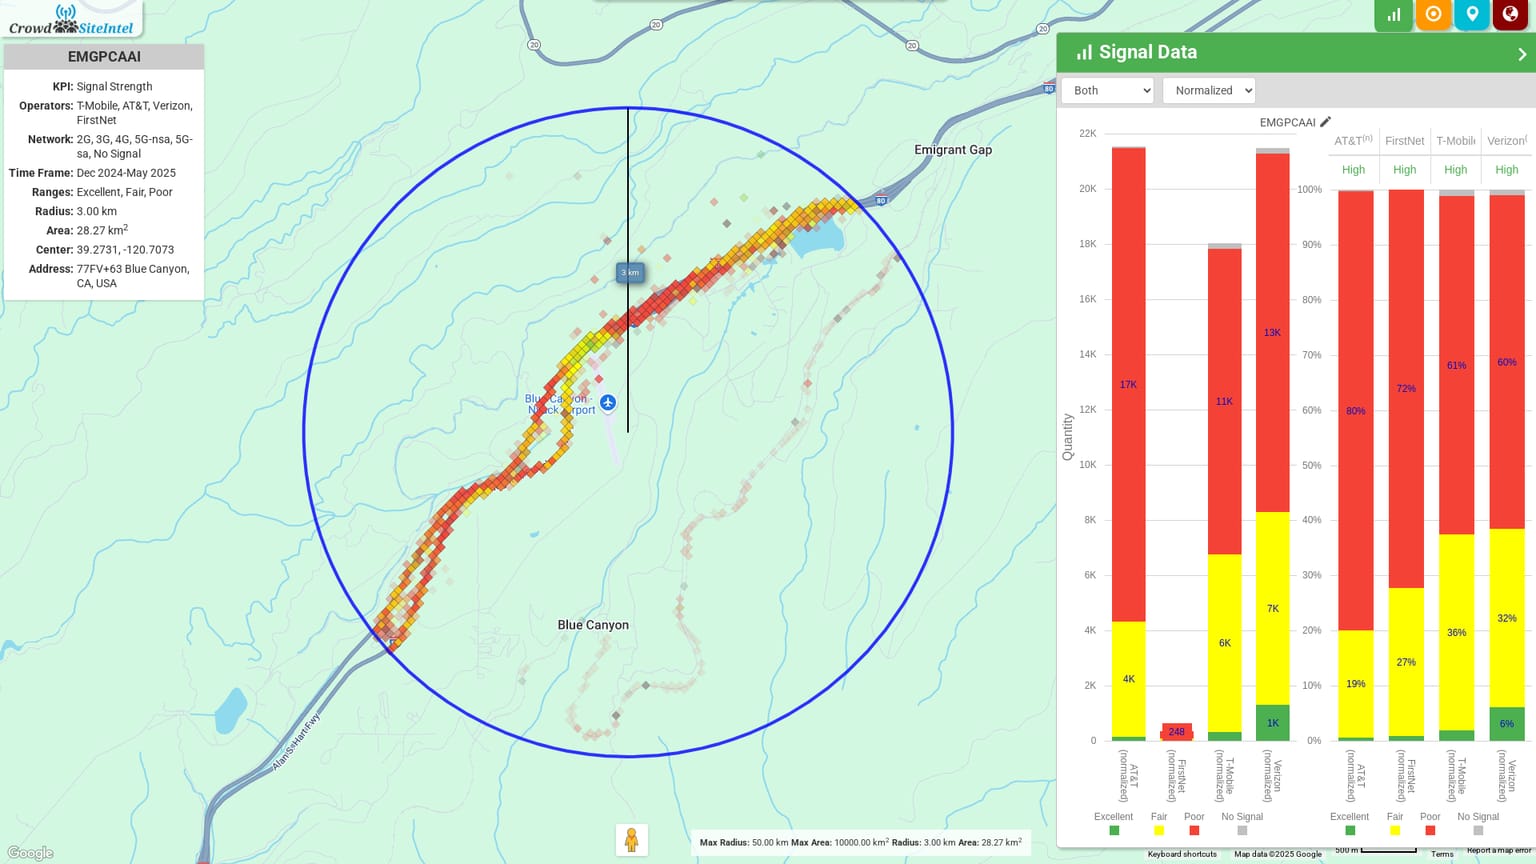 Crowd SiteIntel
EMGPCAAI
KPI: Signal Strength
Operators: T-Mobile, AT&T, Verizon,
FirstNet
Network: 2G, 3G, 4G, 5G-nsa, 5G-
sa, No Signal
Time Frame: Dec 2024-May 2025
Ranges: Excellent, Fair, Poor
Radius: 3.00 km
Area: 28.27 km2
Center: 39.2731, -120.7073
Address: 77FV+63 Blue Canyon,
CA, USA
20
20
20
20
80
Emigrant Gap
80
3 km
Blue Canyon -
Nyack Airport
Blue Canyon
Alan S. Hart Fwy
Google
Max Radius: 50.00 km Max Area: 10000.00 km2 Radius: 3.00 km Area: 28.27 km2
Signal Data
Both
Normalized
EMGPCAAI
22K
20K
18K
16K
14K
12K
10K
8K
6K
4K
2K
0
Quantity
17K
4K
248
11K
6K
13K
7K
1K
AT&T
(normalized)
FirstNet
(normalized)
T-Mobile
(normalized)
Verizon
(normalized)
Excellent
Fair
Poor
No Signal
AT&T(n)
FirstNet
T-Mobile
Verizon(
High
High
High
High
100%
90%
80%
70%
60%
50%
40%
30%
20%
10%
0%
80%
19%
72%
27%
61%
36%
60%
32%
6%
AT&T
(normalized)
FirstNet
(normalized)
T-Mobile
(normalized)
Verizon
(normalized)
Excellent
Fair
Poor
No Signal
Keyboard shortcuts
Map data ©2025 Google
500 m
Terms
Report a map error